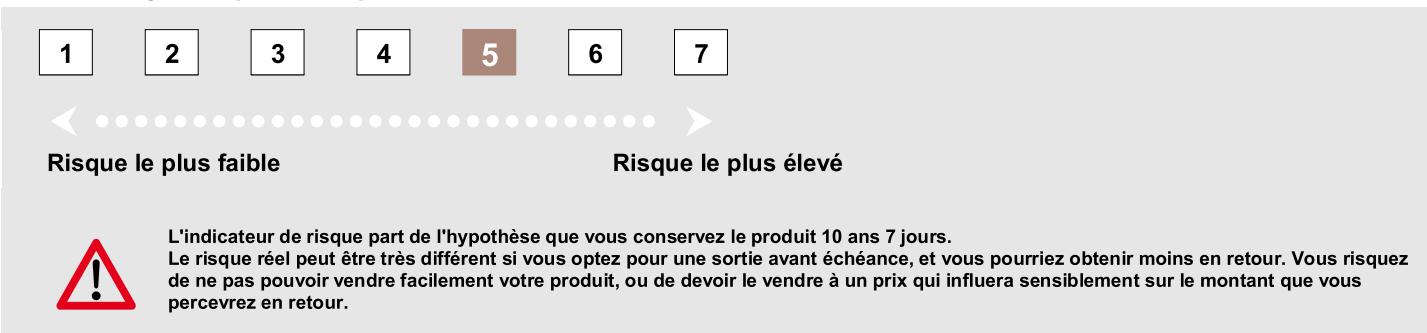 1 2 3 4 5 6 7
Risque le plus faible Risque le plus élevé
L'indicateur de risque part de l'hypothèse que vous conservez le produit 10 ans 7 jours.
Le risque réel peut être très différent si vous optez pour une sortie avant échéance, et vous pourriez obtenir moins en retour. Vous risquez
de ne pas pouvoir vendre facilement votre produit, ou de devoir le vendre à un prix qui influera sensiblement sur le montant que vous
percevrez en retour.